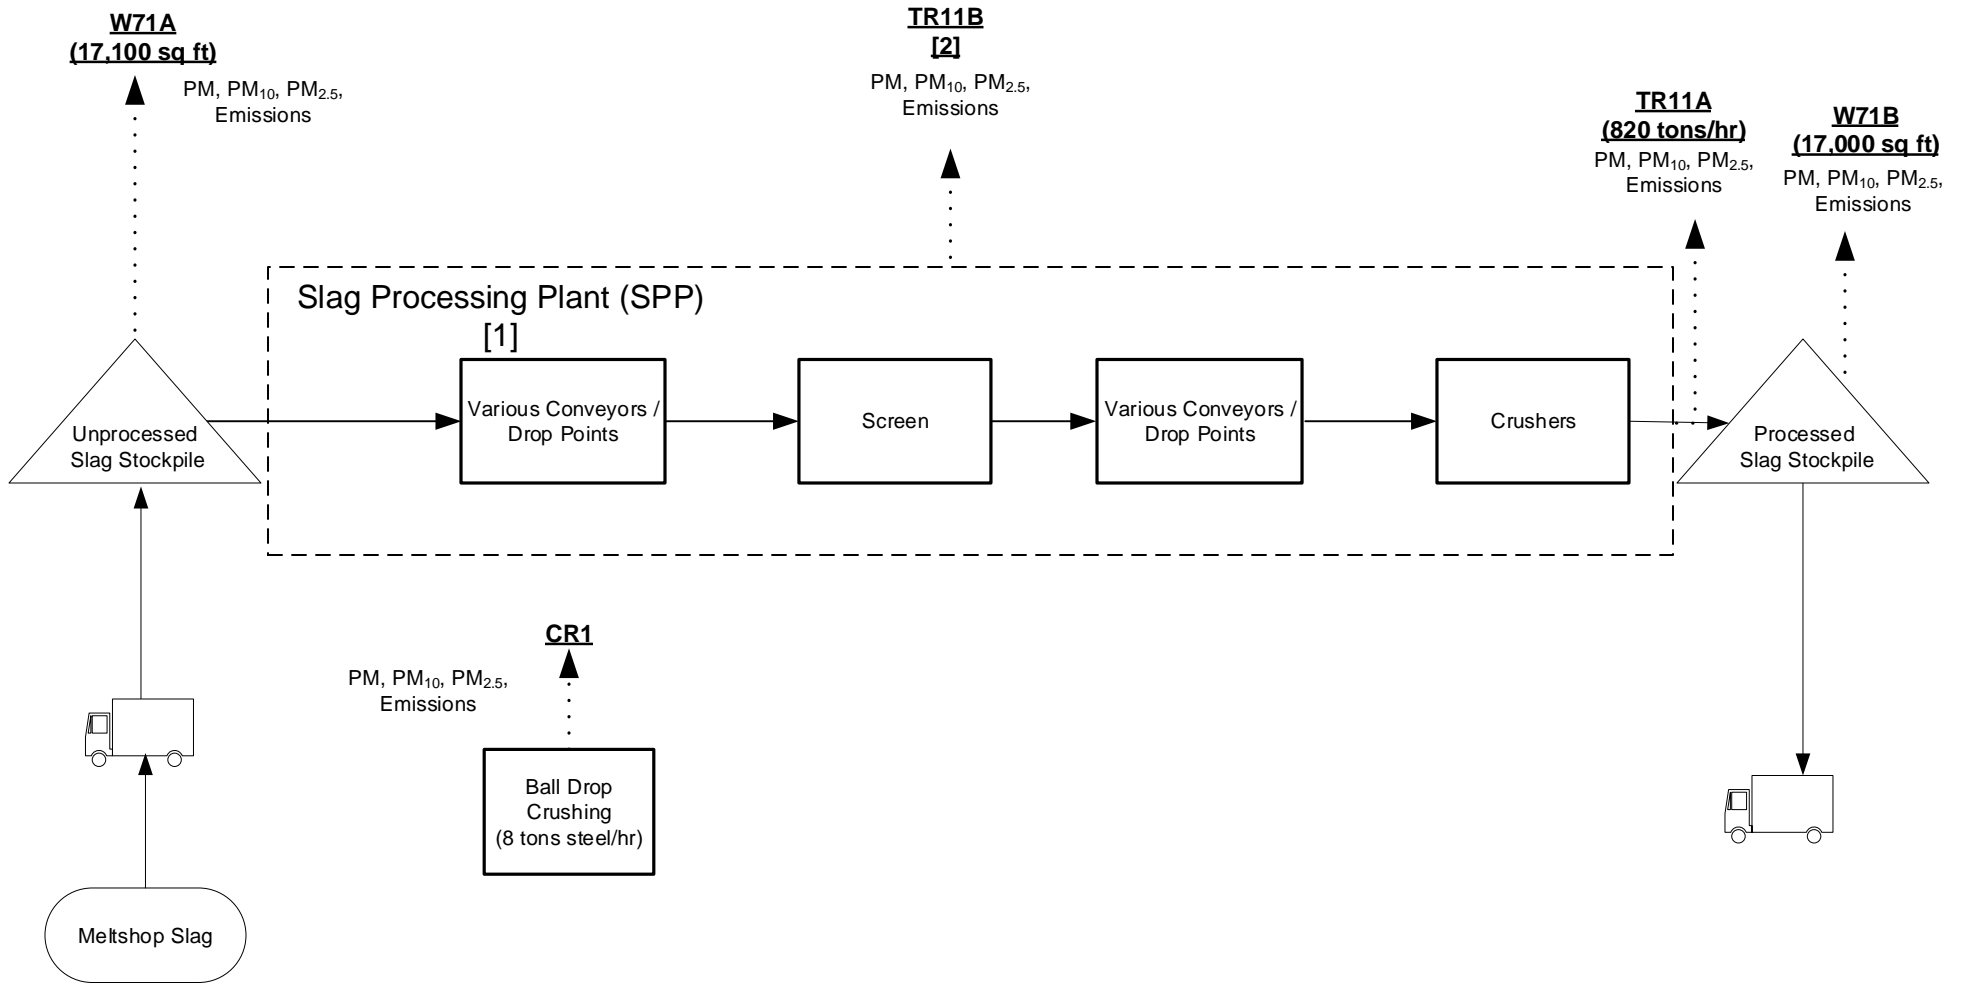 W71A
(17,100 sq ft)
PM, PM10, PM2.5,
Emissions
TR11B
[2]
PM, PM10, PM2.5,
Emissions
TR11A
(820 tons/hr)
PM, PM10, PM2.5,
Emissions
W71B
(17,000 sq ft)
PM, PM10, PM2.5,
Emissions
Slag Processing Plant (SPP)
[1]
Unprocessed
Slag Stockpile
Various Conveyors /
Drop Points
Screen
Various Conveyors /
Drop Points
Crushers
Processed
Slag Stockpile
CR1
PM, PM10, PM2.5,
Emissions
Ball Drop
Crushing
(8 tons steel/hr)
Meltshop Slag